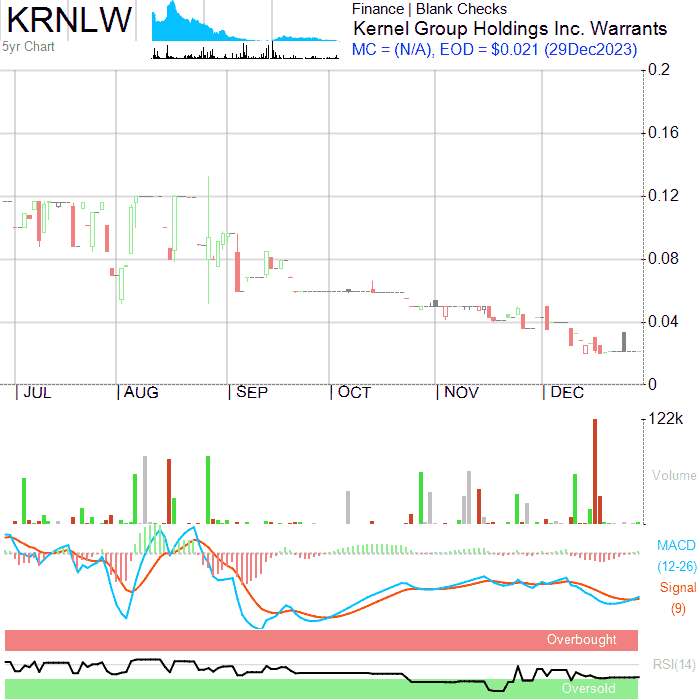 KRNLW
5yr Chart
Finance | Blank Checks
Kernel Group Holdings Inc. Warrants
MC = (N/A), EOD = $0.021 (29Dec2023)
0.2
0.16
0.12
0.08
0.04
0
JUL AUG SEP OCT NOV DEC
122k
Volume
MACD
(12-26)
Signal
(9)
Overbought
RSI(14)
Oversold